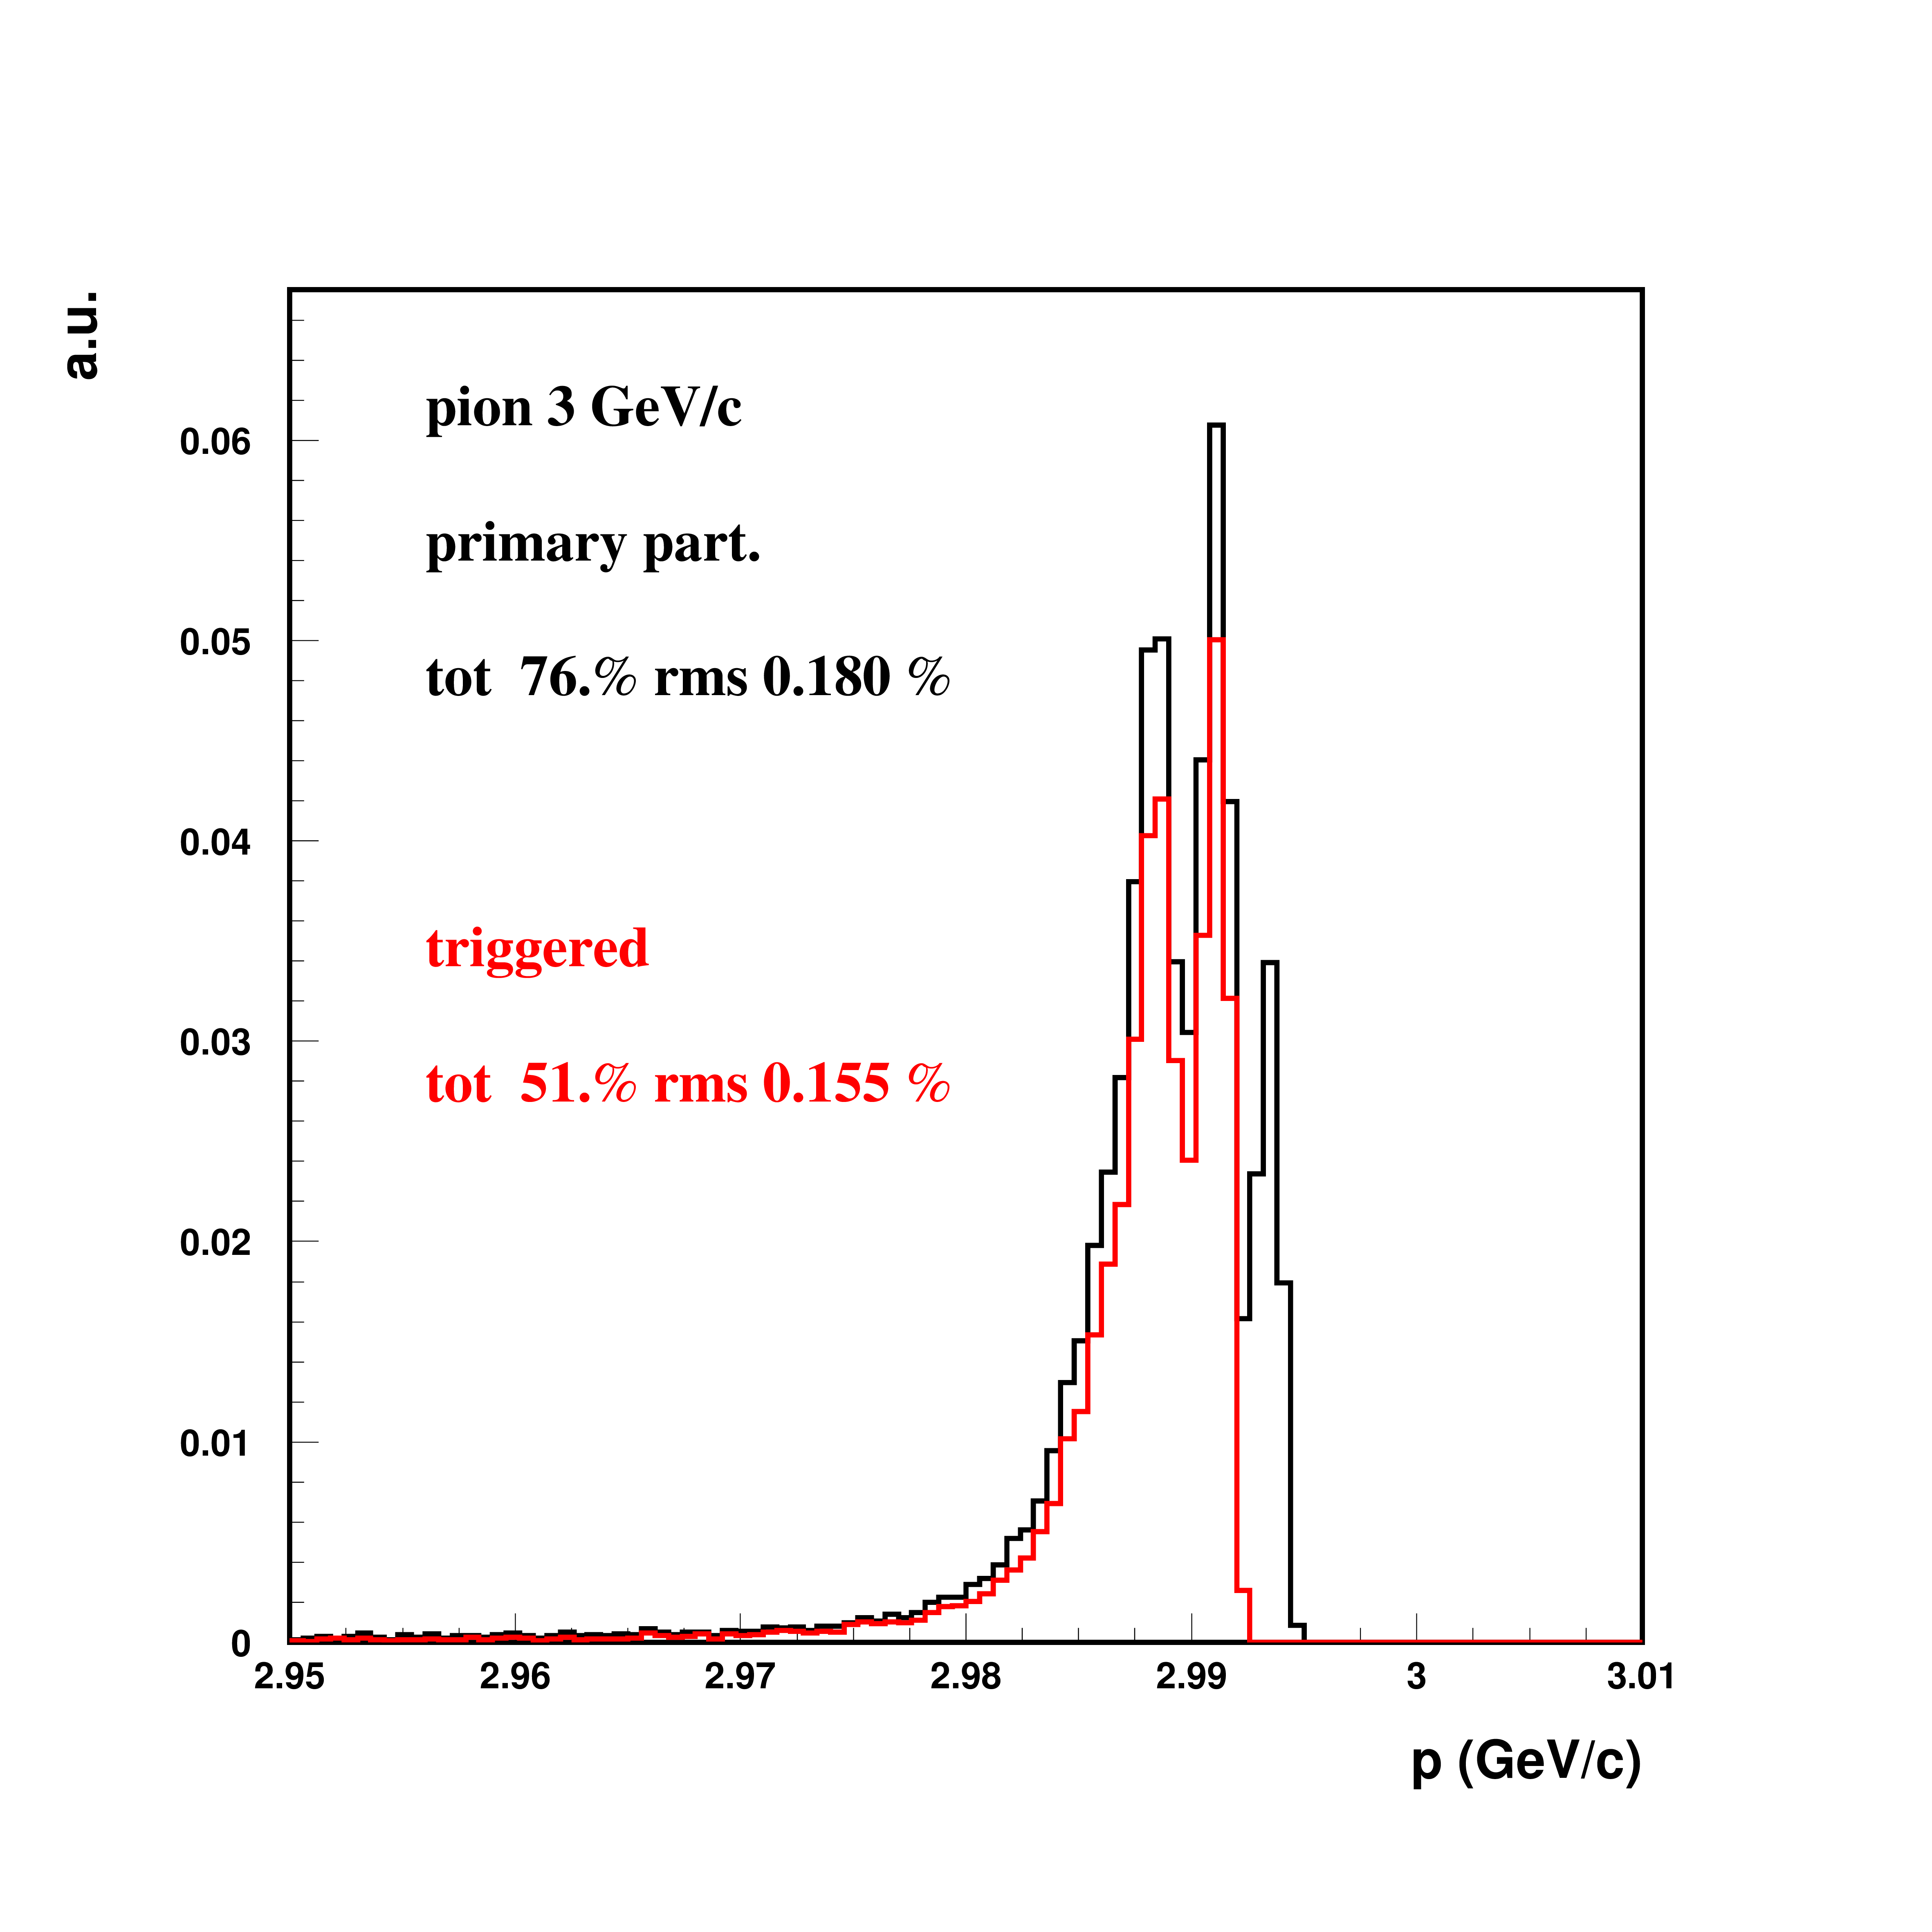 a.u.
pion 3 GeV/c
primary part.
tot 76.% rms 0.180 %
triggered
tot 51.% rms 0.155 %
0.06
0.05
0.04
0.03
0.02
0.01
0
2.95 2.96 2.97 2.98 2.99 3 3.01
p (GeV/c)